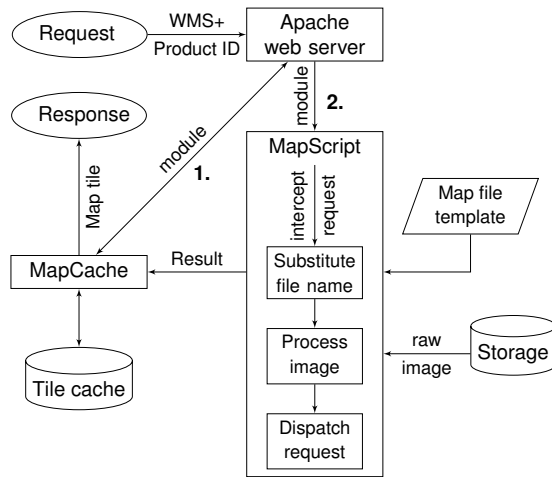 Request
WMS+
Product ID
Apache
web server
Response
module
1.
module
2.
Map tile
MapScript
intercept
request
Map file
template
MapCache
Result
Substitute
file name
Process
image
raw
image
Storage
Tile cache
Dispatch
request